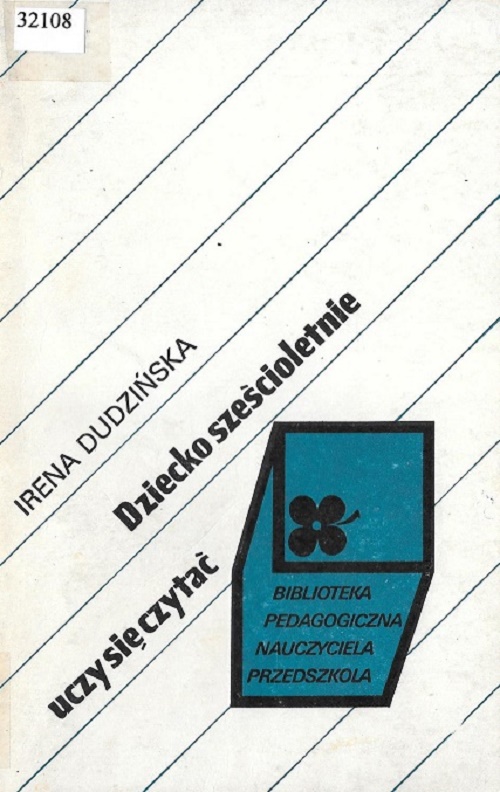 32108
IRENA DUDZIŃSKA
Dziecko sześcioletnie
uczy się czytać
BIBLIOTEKA
PEDAGOGICZNA
NAUCZYCIELA
PRZEDSZKOLA